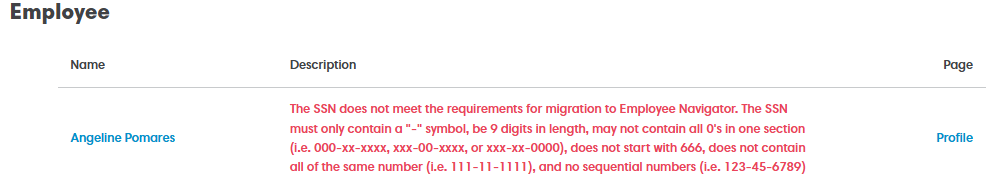 Employee
Name Description Page
The SSN does not meet the requirements for migration to Employee Navigator. The SSN
must only contain a "-" symbol, be 9 digits in length, may not contain all 0's in one section
Angeline Pomares (i.e. 000-xx-xxxx, xxx-00-xxxx, or xxx-xx-0000), does not start with 666, does not contain Profile
all of the same number (i.e. 111-11-1111), and no sequential numbers (i.e. 123-45-6789)